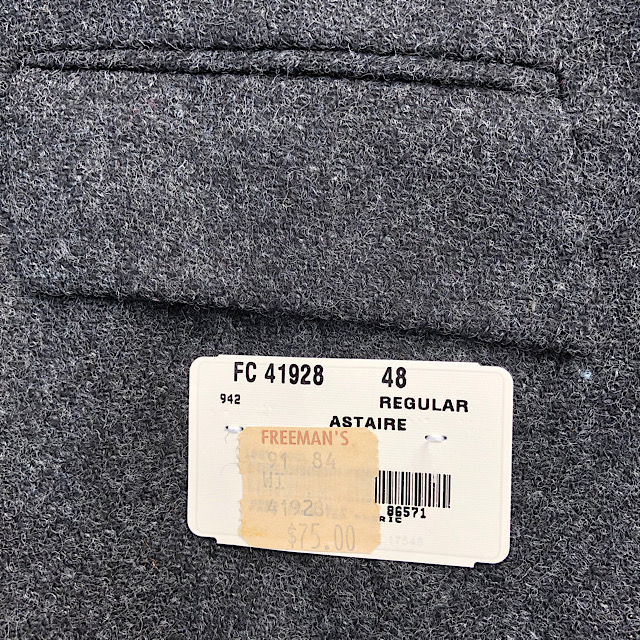 FC 41928 48
942 REGULAR
ASTAIRE
FREEMAN'S
91 84
41928
86571
$75.00